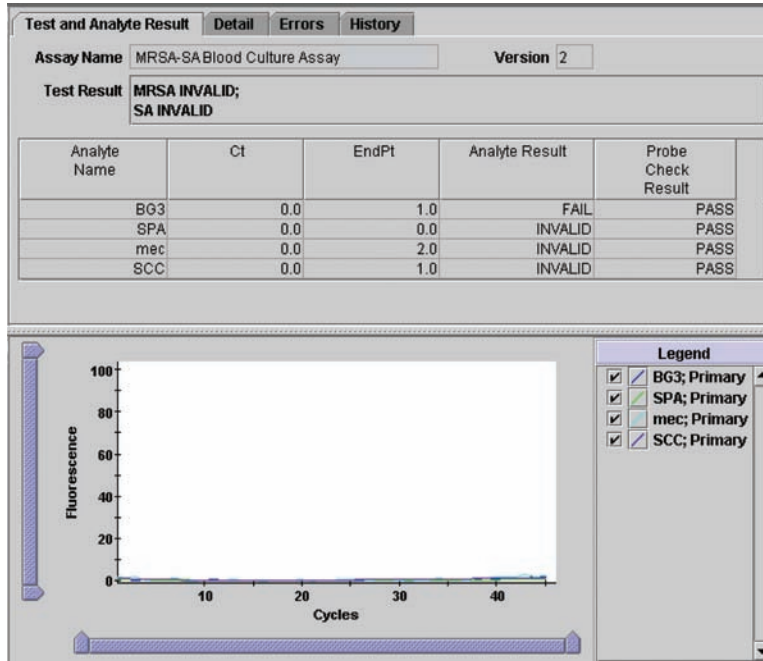 Test and Analyte Result Detail Errors History
Assay Name MRSA-SA Blood Culture Assay Version 2
Test Result MRSA INVALID;
SA INVALID
Analyte Name Ct EndPt Analyte Result Probe Check Result
BG3 0.0 1.0 FAIL PASS
SPA 0.0 0.0 INVALID PASS
mec 0.0 2.0 INVALID PASS
SCC 0.0 1.0 INVALID PASS
Fluorescence
100
80
60
40
20
0
10 20 30 40
Cycles
Legend
BG3; Primary
SPA; Primary
mec; Primary
SCC; Primary